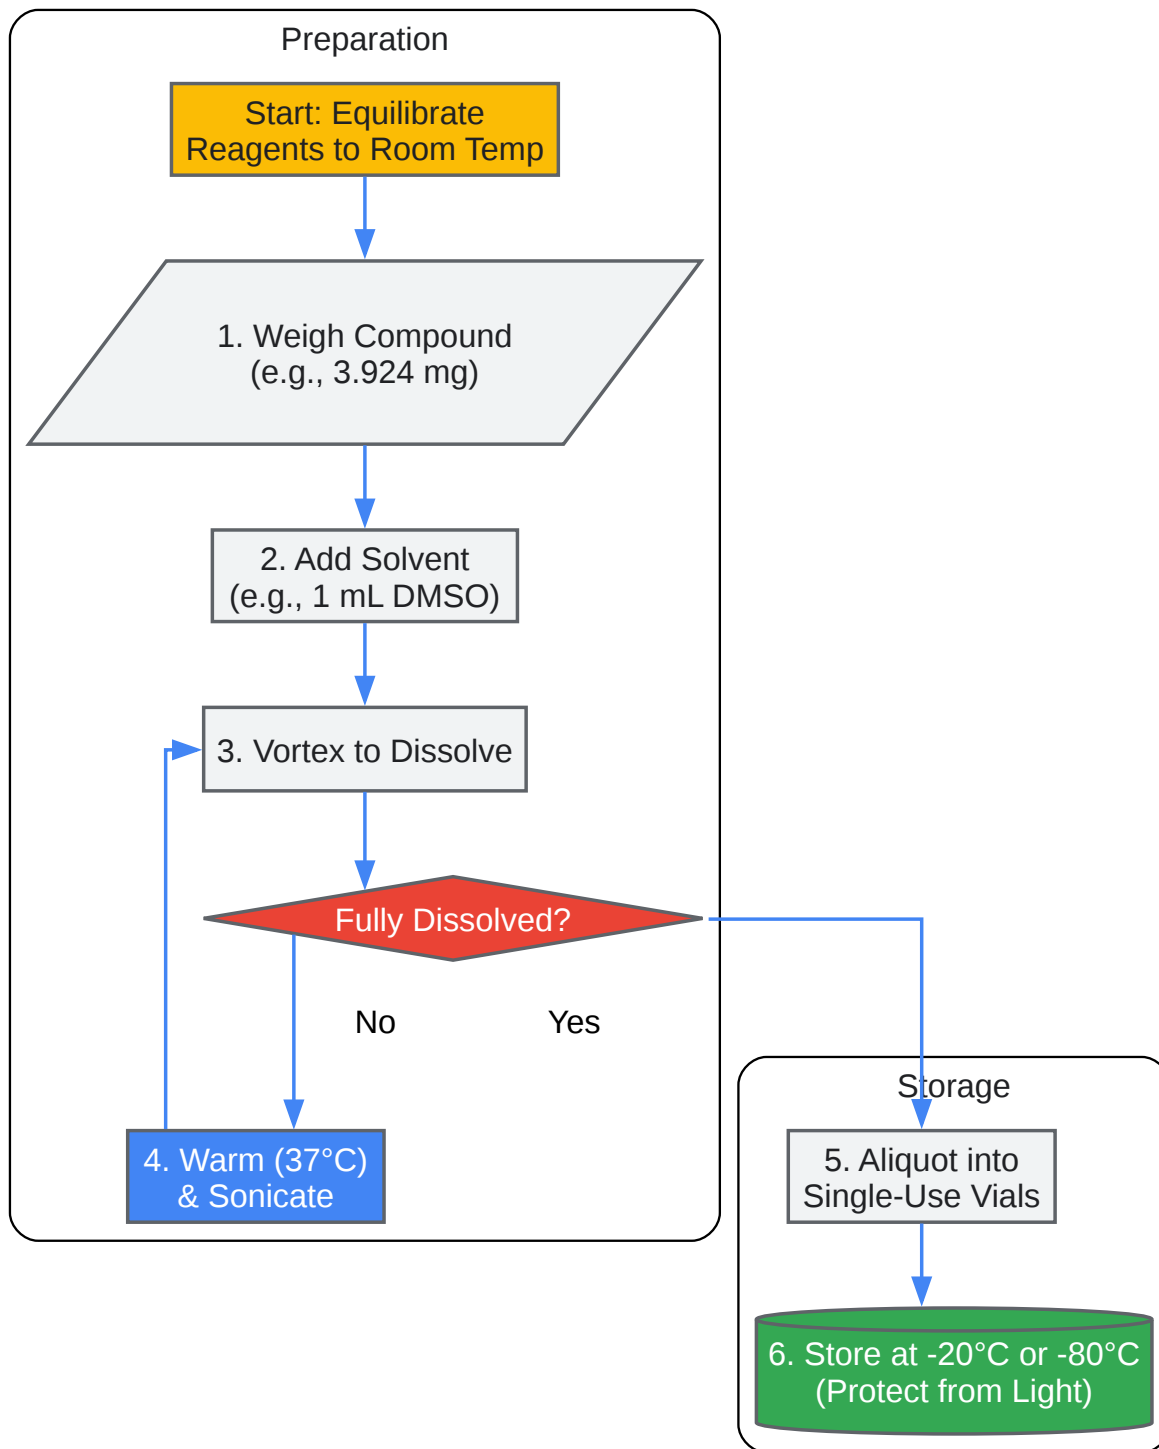 Preparation
Start: Equilibrate
Reagents to Room Temp
1. Weigh Compound
(e.g., 3.924 mg)
2. Add Solvent
(e.g., 1 mL DMSO)
3. Vortex to Dissolve
Fully Dissolved?
No
Yes
4. Warm (37°C)
& Sonicate
Storage
5. Aliquot into
Single-Use Vials
6. Store at -20°C or -80°C
(Protect from Light)